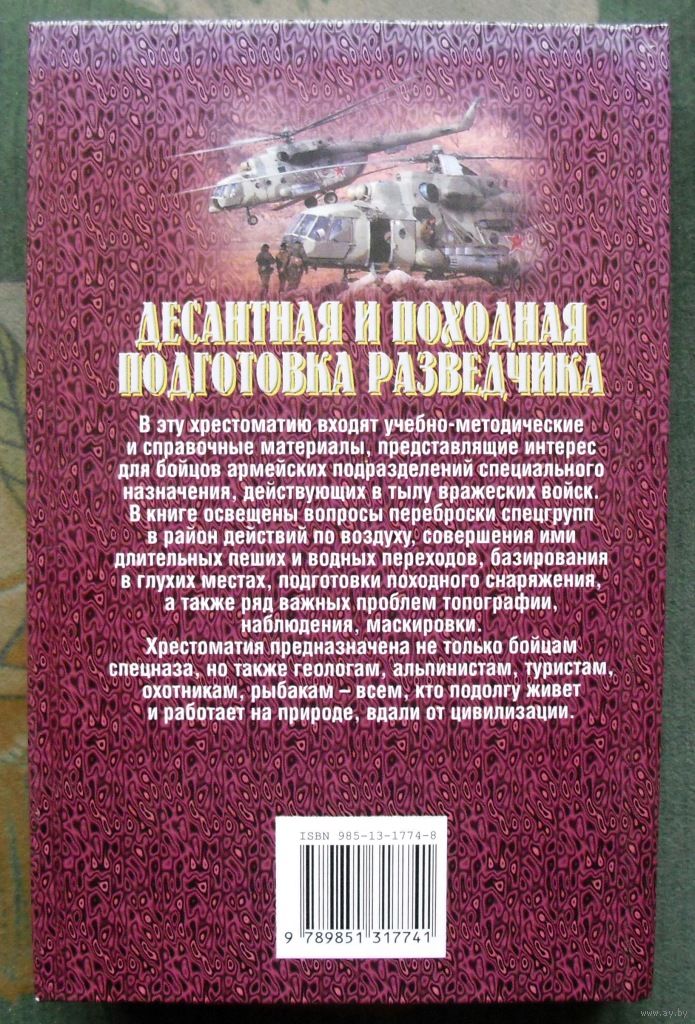 ДЕСАНТНАЯ И ПОХОДНАЯ
ПОДГОТОВКА РАЗВЕДЧИКА
В эту хрестоматию входят учебно-методические
и справочные материалы, представляющие интерес
для бойцов армейских подразделений специального
назначения, действующих в тылу вражеских войск.
В книге освещены вопросы переброски спецгрупп
в район действий по воздуху, совершения ими
длительных пеших и водных переходов, базирования
в глухих местах, подготовки походного снаряжения,
а также ряд важных проблем топографии,
наблюдения, маскировки.
Хрестоматия предназначена не только бойцам
спецназа, но также геологам, альпинистам, туристам,
охотникам, рыбакам – всем, кто подолгу живет
и работает на природе, вдали от цивилизации.
ISBN 985-13-1774-8
9 789851 317741
www.ay.by